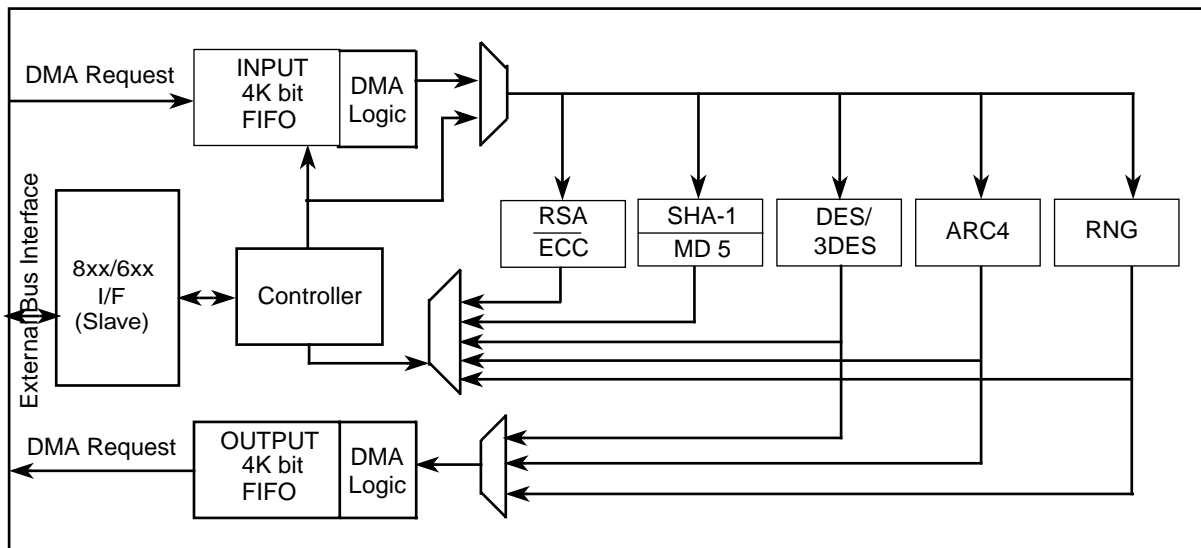 DMA Request
INPUT
4K bit
FIFO
DMA
Logic
External Bus Interface
8xx/6xx
I/F
(Slave)
Controller
RSA
ECC
SHA-1
MD 5
DES/
3DES
ARC4
RNG
DMA Request
OUTPUT
4K bit
FIFO
DMA
Logic